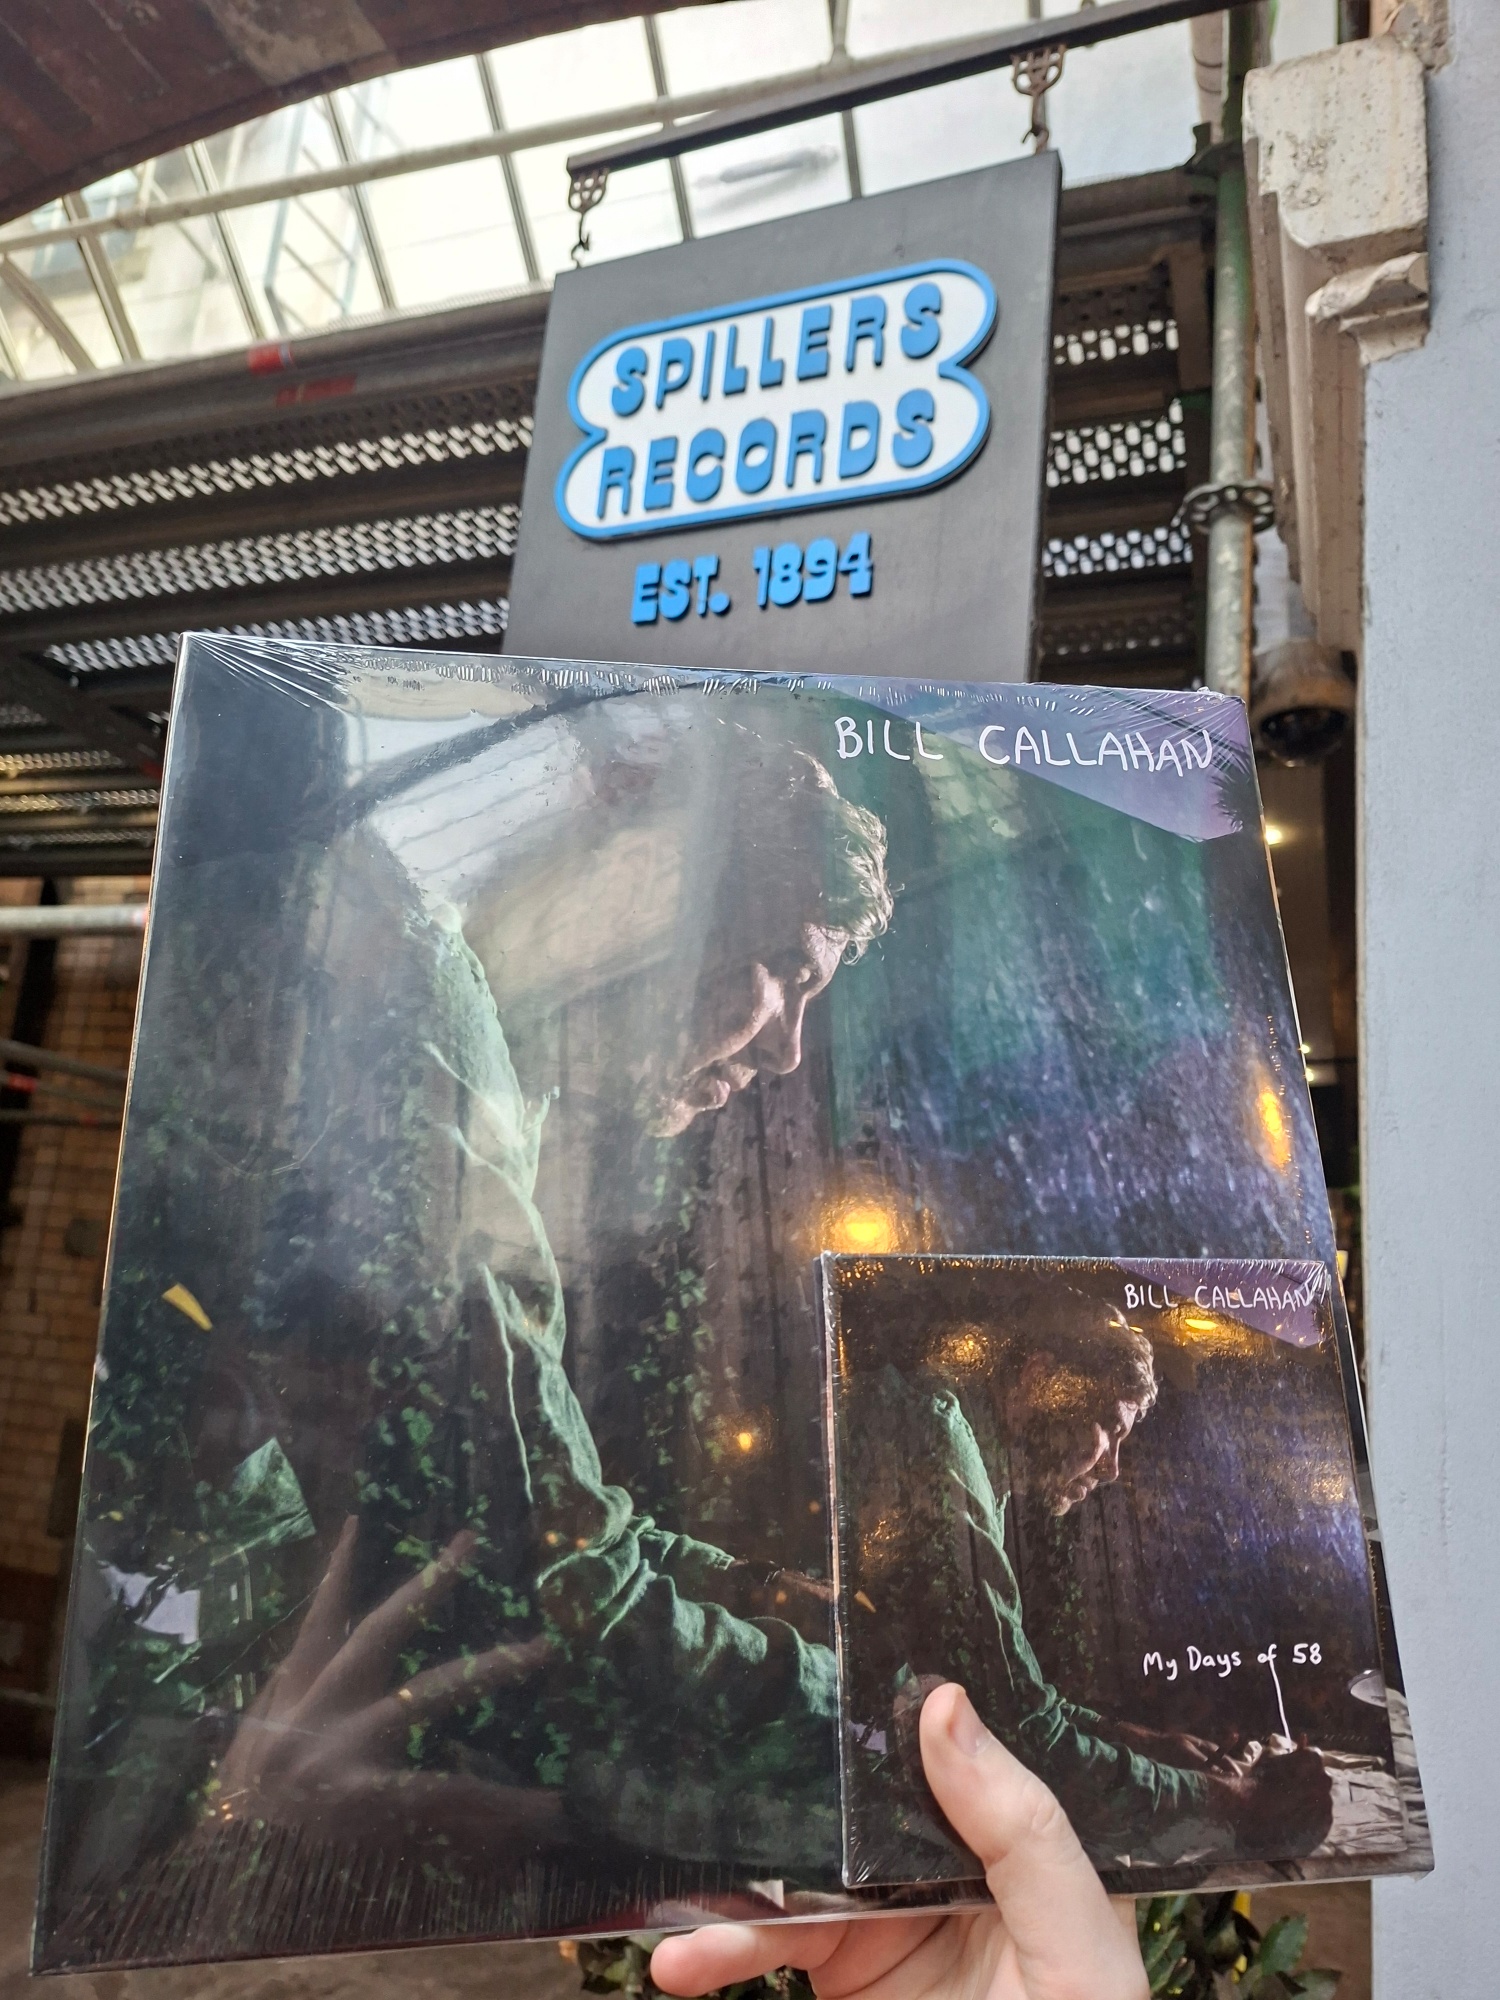 SPILLERS
RECORDS
EST. 1894
BILL CALLAHAN
BILL CALLAHAN
My Days of 58